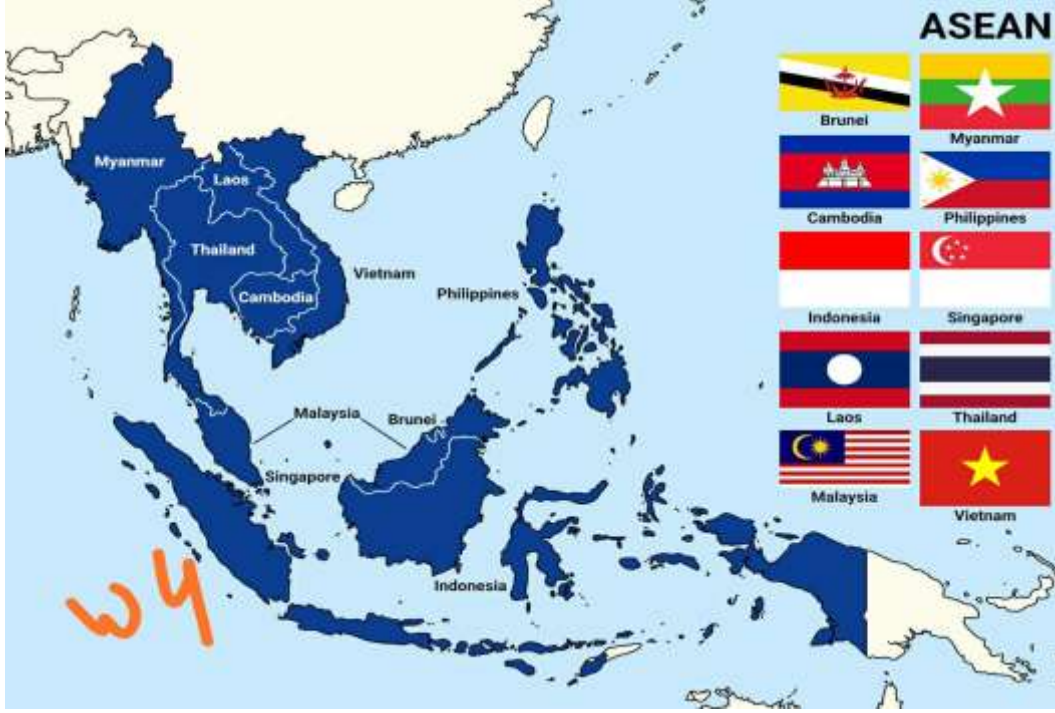 ASEAN
Brunei
Myanmar
Cambodia
Philippines
Indonesia
Singapore
Laos
Thailand
Malaysia
Vietnam
Myanmar
Laos
Thailand
Vietnam
Cambodia
Philippines
Malaysia
Brunei
Singapore
Indonesia
w4